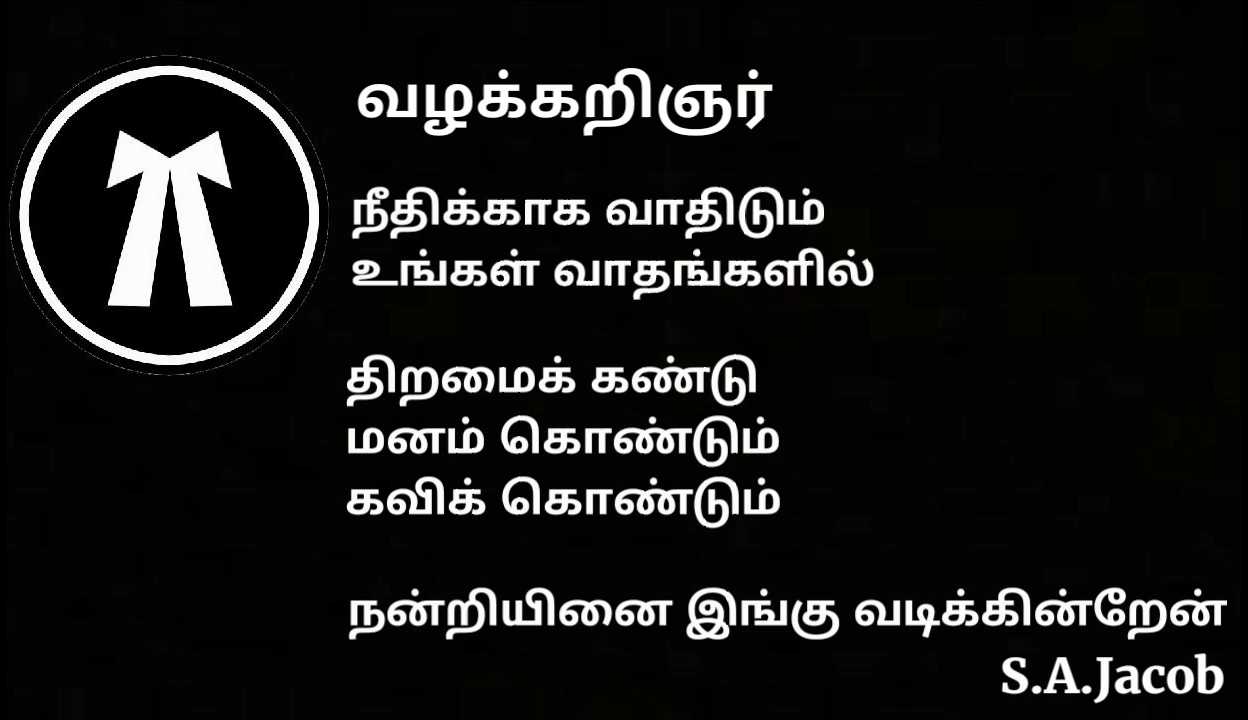 வழக்கறிஞர்
நீதிக்காக வாதிடும்
உங்கள் வாதங்களில்
திறமைக் கண்டு
மனம் கொண்டும்
கவிக் கொண்டும்
நன்றியினை இங்கு வடிக்கின்றேன்
S.A.Jacob